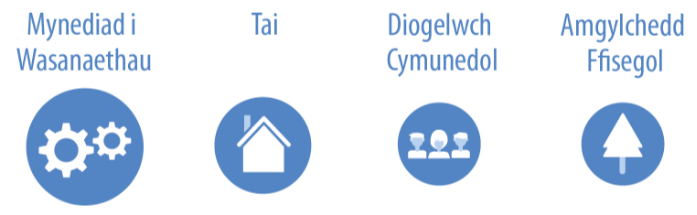 Mynediad i
Wasanaethau
Tai
Diogelwch
Cymunedol
Amgylchedd
Ffisegol